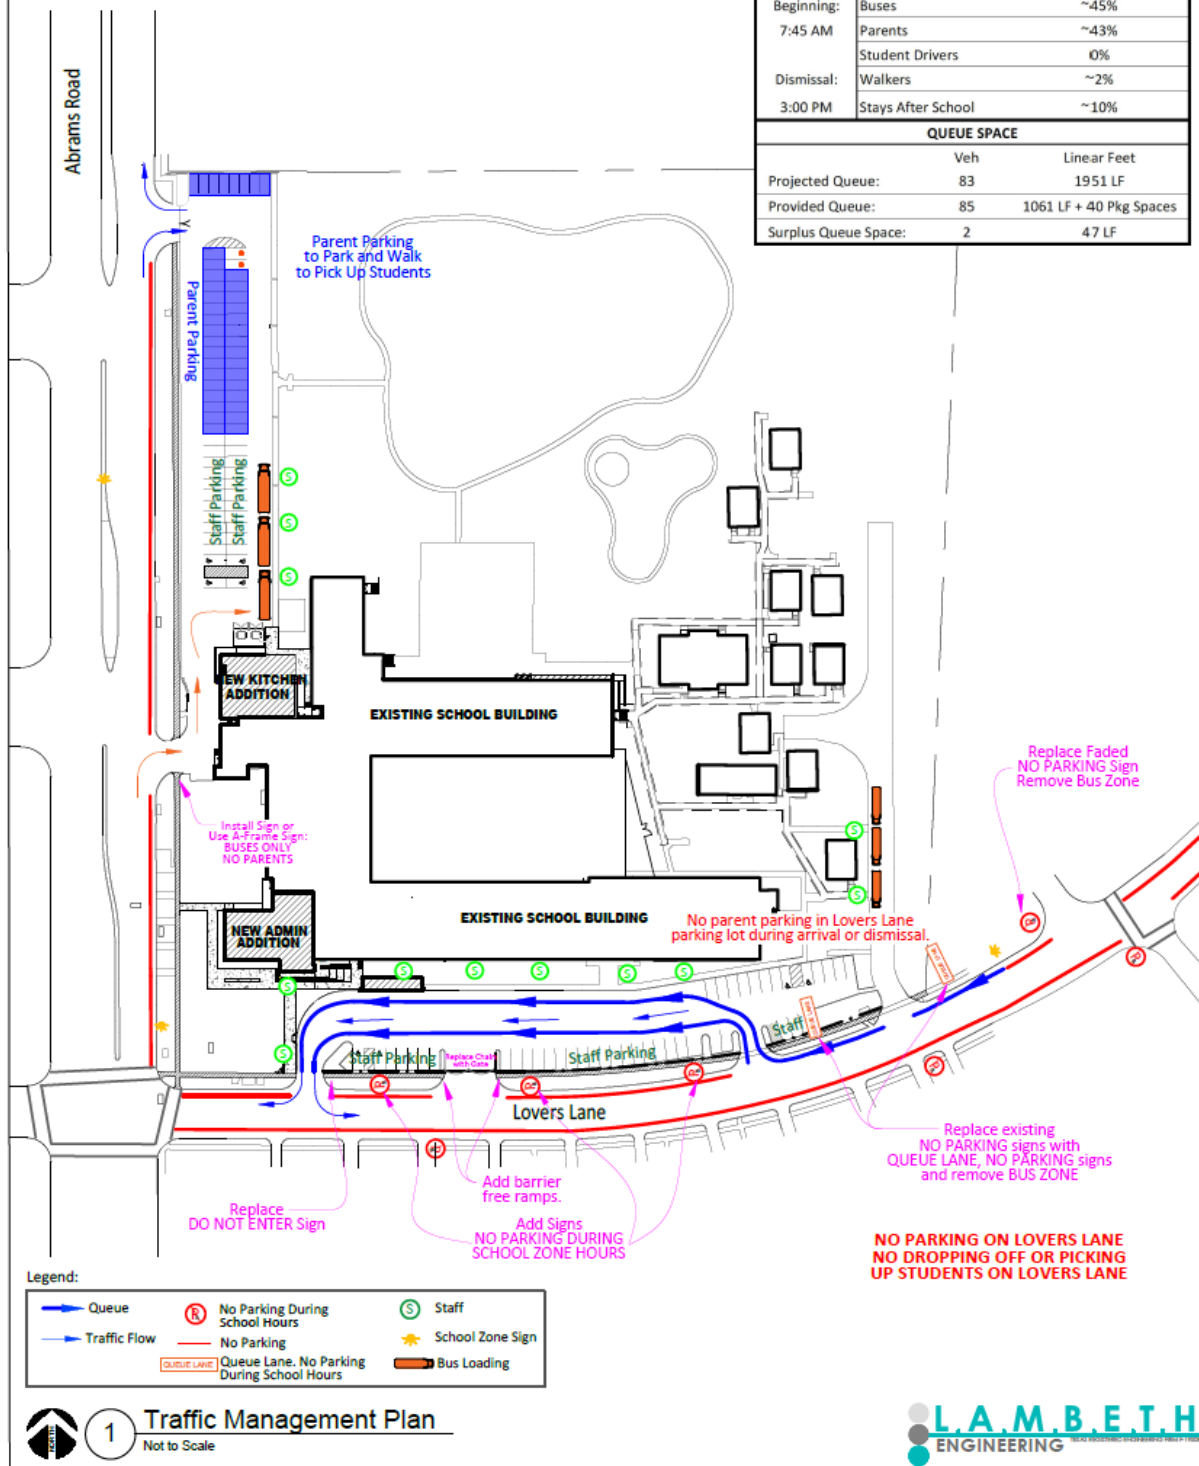 Beginning: Buses ~45%
7:45 AM Parents ~43%
Student Drivers 0%
Dismissal: Walkers ~2%
3:00 PM Stays After School ~10%
QUEUE SPACE
Veh Linear Feet
Projected Queue: 83 1951 LF
Provided Queue: 85 1061 LF + 40 Pkg Spaces
Surplus Queue Space: 2 47 LF
Abrams Road
Parent Parking
to Park and Walk
to Pick Up Students
Parent Parking
Staff Parking
Staff Parking
S
S
S
NEW KITCHEN
ADDITION
EXISTING SCHOOL BUILDING
Replace Faded
NO PARKING Sign
Remove Bus Zone
Install Sign or
Use A-Frame Sign:
BUSES ONLY
NO PARENTS
S
S
EXISTING SCHOOL BUILDING
NEW ADMIN
ADDITION
No parent parking in Lovers Lane
parking lot during arrival or dismissal.
S
S
S
S
S
S
S
Staff
Staff Parking
Replace Chain
with Gate
Staff Parking
Lovers Lane
Replace existing
NO PARKING signs with
QUEUE LANE, NO PARKING signs
and remove BUS ZONE
Add barrier
free ramps.
Replace
DO NOT ENTER Sign
Add Signs
NO PARKING DURING
SCHOOL ZONE HOURS
NO PARKING ON LOVERS LANE
NO DROPPING OFF OR PICKING
UP STUDENTS ON LOVERS LANE
Legend:
Queue
No Parking During
School Hours
S Staff
Traffic Flow
No Parking
School Zone Sign
QUEUE LANE Queue Lane. No Parking
During School Hours
Bus Loading
NORTH
1
Traffic Management Plan
Not to Scale
L.A.M.B.E.T.H
ENGINEERING